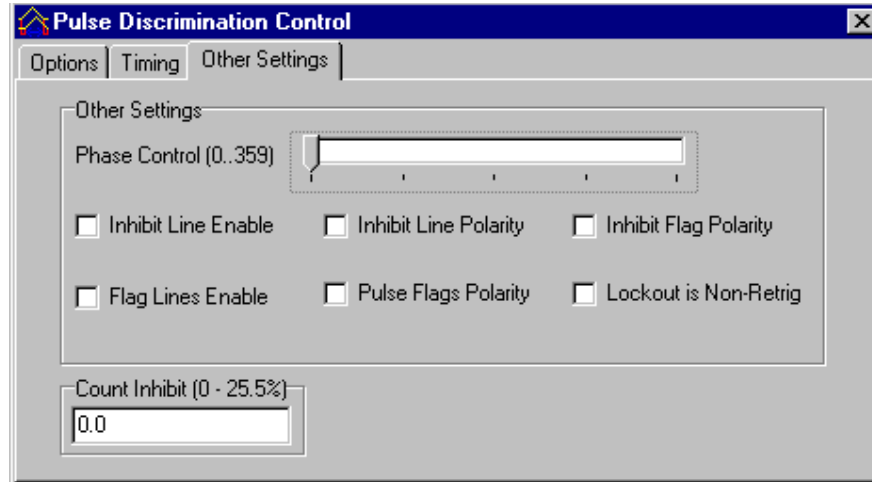 Pulse Discrimination Control
Options Timing Other Settings
Other Settings
Phase Control (0..359)
Inhibit Line Enable Inhibit Line Polarity Inhibit Flag Polarity
Flag Lines Enable Pulse Flags Polarity Lockout is Non-Retrig
Count Inhibit (0 - 25.5%)
0.0